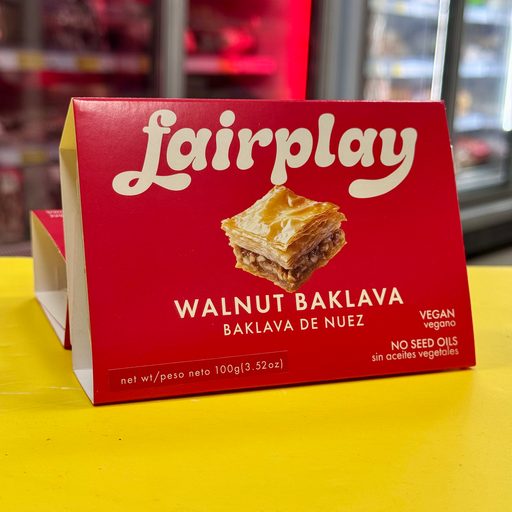 fairplay
WALNUT BAKLAVA
BAKLAVA DE NUEZ
VEGAN
vegano
NO SEED OILS
sin aceites vegetales
net wt/peso neto 100g(3.52oz)